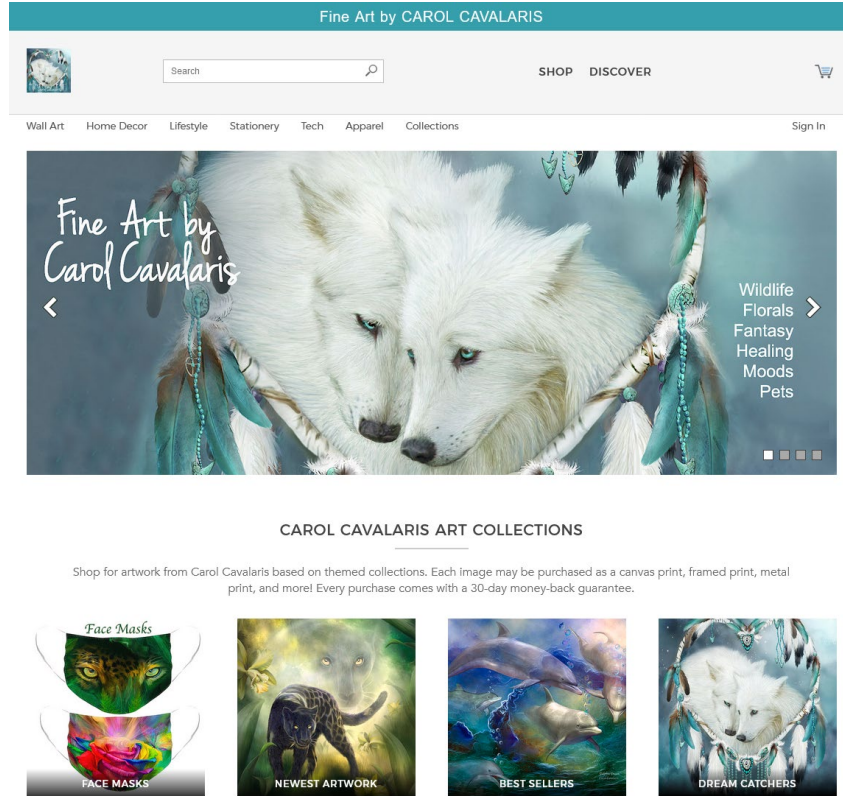 Fine Art by CAROL CAVALARIS
Search
SHOP DISCOVER
Wall Art Home Decor Lifestyle Stationery Tech Apparel Collections Sign In
Fine Art by
Carol Cavalaris
Wildlife
Florals
Fantasy
Healing
Moods
Pets
CAROL CAVALARIS ART COLLECTIONS
Shop for artwork from Carol Cavalaris based on themed collections. Each image may be purchased as a canvas print, framed print, metal
print, and more! Every purchase comes with a 30-day money-back guarantee.
Face Masks
FACE MASKS
NEWEST ARTWORK
BEST SELLERS
DREAM CATCHERS